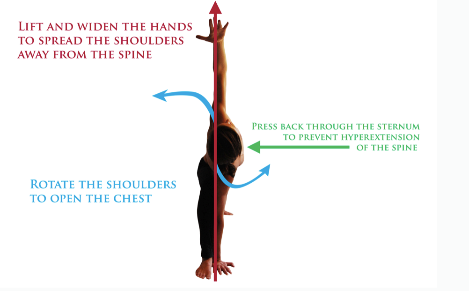 Lift and widen the hands
to spread the shoulders
away from the spine
Press back through the sternum
to prevent hyperextension
of the spine
Rotate the shoulders
to open the chest